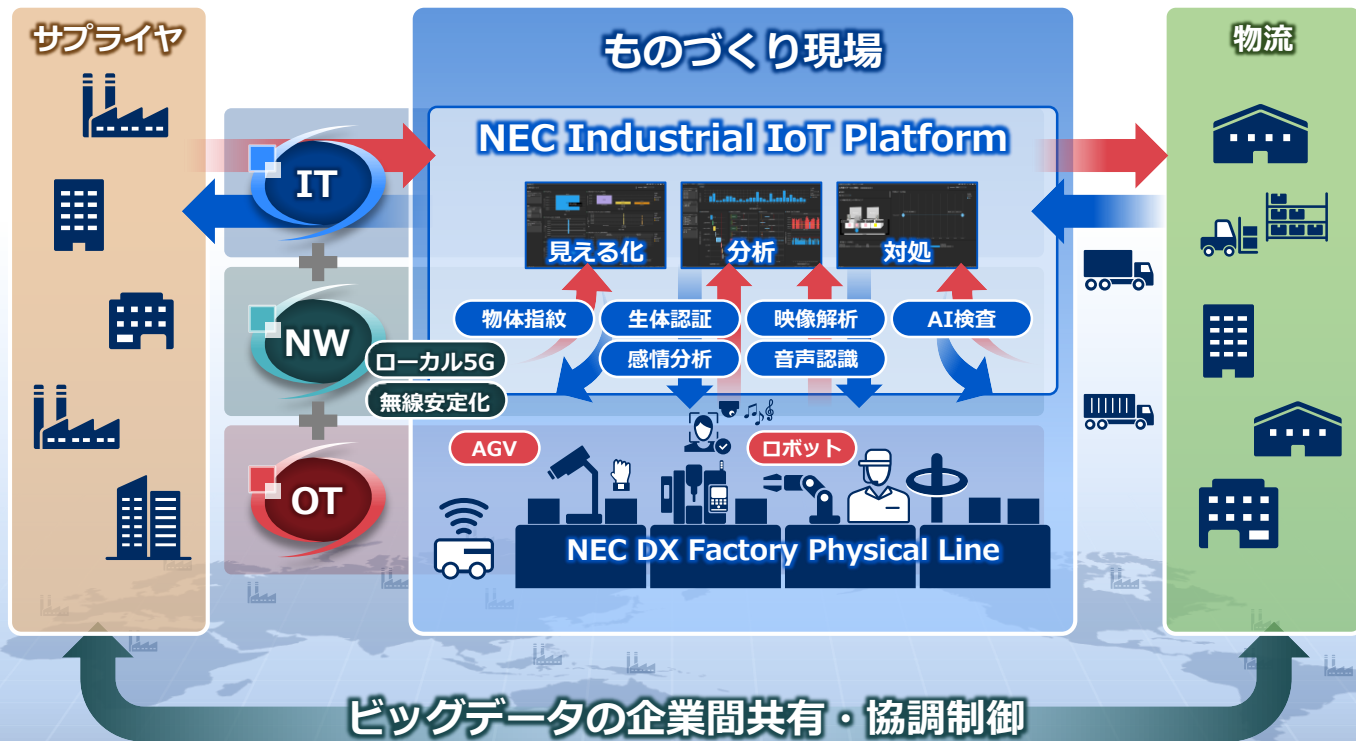 サプライヤ
ものづくり現場
物流
NEC Industrial IoT Platform
IT
見える化
分析
対処
物体指紋
生体認証
映像解析
AI検査
NW
ローカル5G
感情分析
音声認識
無線安定化
AGV
ロボット
OT
NEC DX Factory Physical Line
ビッグデータの企業間共有・協調制御